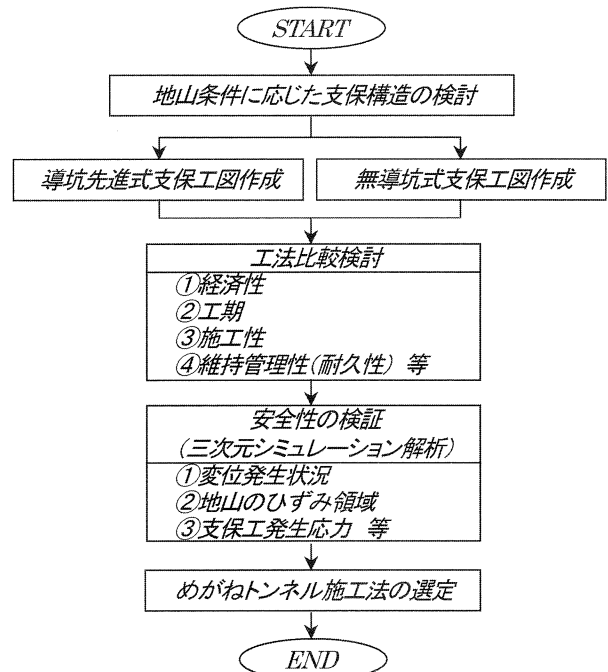 START
地山条件に応じた支保構造の検討
導坑先進式支保工図作成
無導坑式支保工図作成
工法比較検討
①経済性
②工期
③施工性
④維持管理性(耐久性) 等
安全性の検証
(三次元シミュレーション解析)
①変位発生状況
②地山のひずみ領域
③支保工発生応力 等
めがねトンネル施工法の選定
END